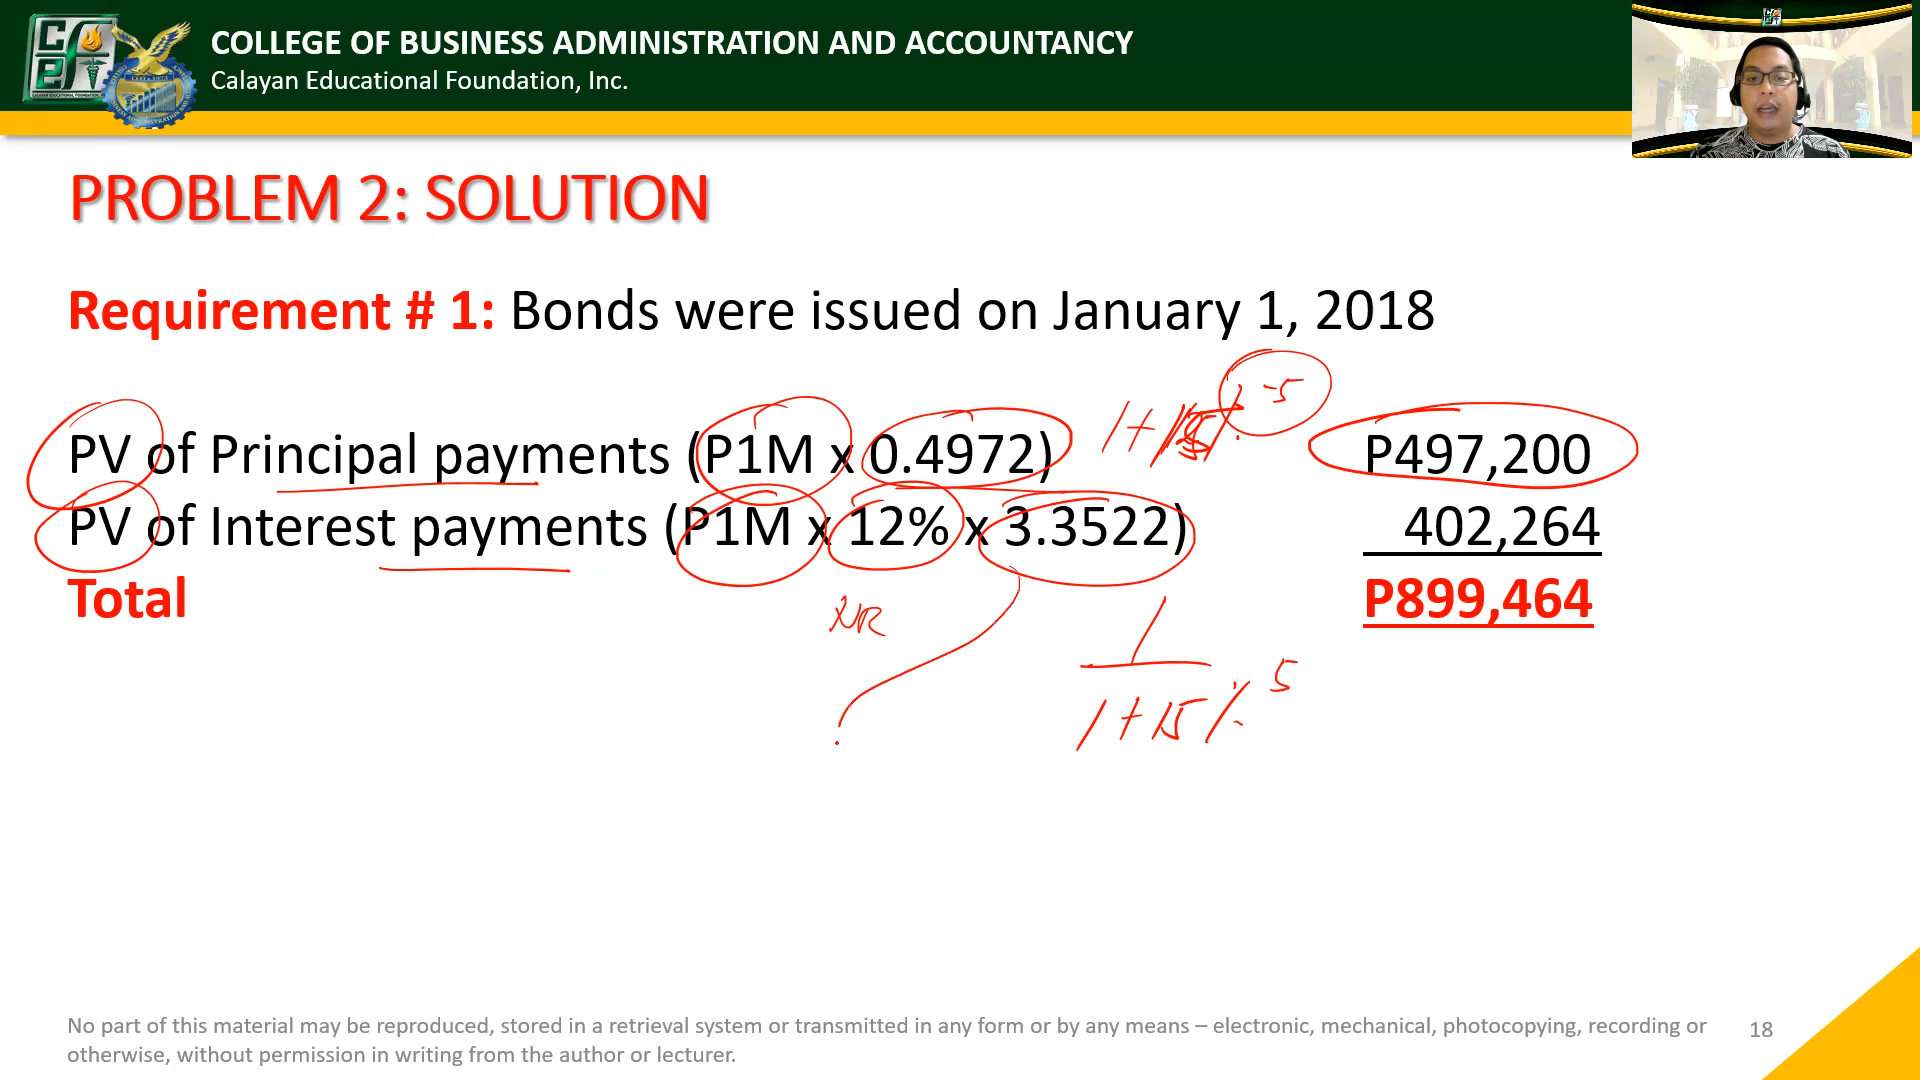 COLLEGE OF BUSINESS ADMINISTRATION AND ACCOUNTANCY
Calayan Educational Foundation, Inc.
PROBLEM 2: SOLUTION
Requirement # 1: Bonds were issued on January 1, 2018
1+15% -5
PV of Principal payments (P1M x 0.4972) P497,200
PV of Interest payments (P1M x 12% x 3.3522) 402,264
Total P899,464
NR
1
1+15% 5
No part of this material may be reproduced, stored in a retrieval system or transmitted in any form or by any means – electronic, mechanical, photocopying, recording or
otherwise, without permission in writing from the author or lecturer.
18